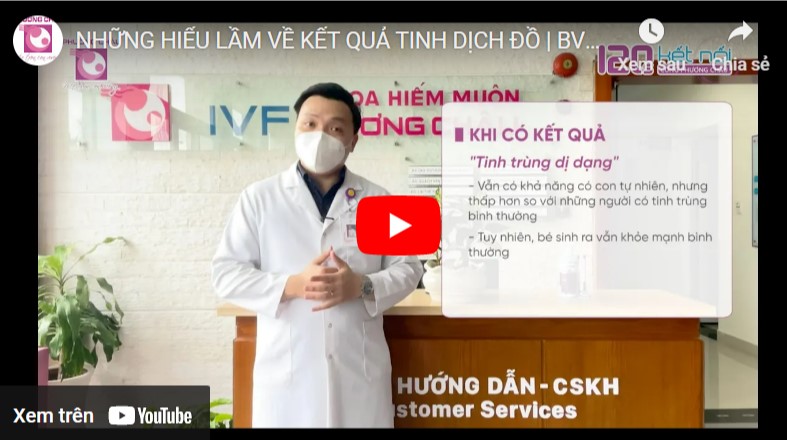 NHỮNG HIỂU LẦM VỀ KẾT QUẢ TINH DỊCH ĐỒ | BV...
Xem sau
Chia sẻ
120 kết nối
OA HIẾM MUỘN
IVF
ƯƠNG CHÂU
KHI CÓ KẾT QUẢ
"Tinh trùng dị dạng"
- Vẫn có khả năng có con tự nhiên, nhưng
thấp hơn so với những người có tinh trùng
bình thường
- Tuy nhiên, bé sinh ra vẫn khỏe mạnh bình
thường
HƯỚNG DẪN - CSKH
ustomer Services
Xem trên YouTube